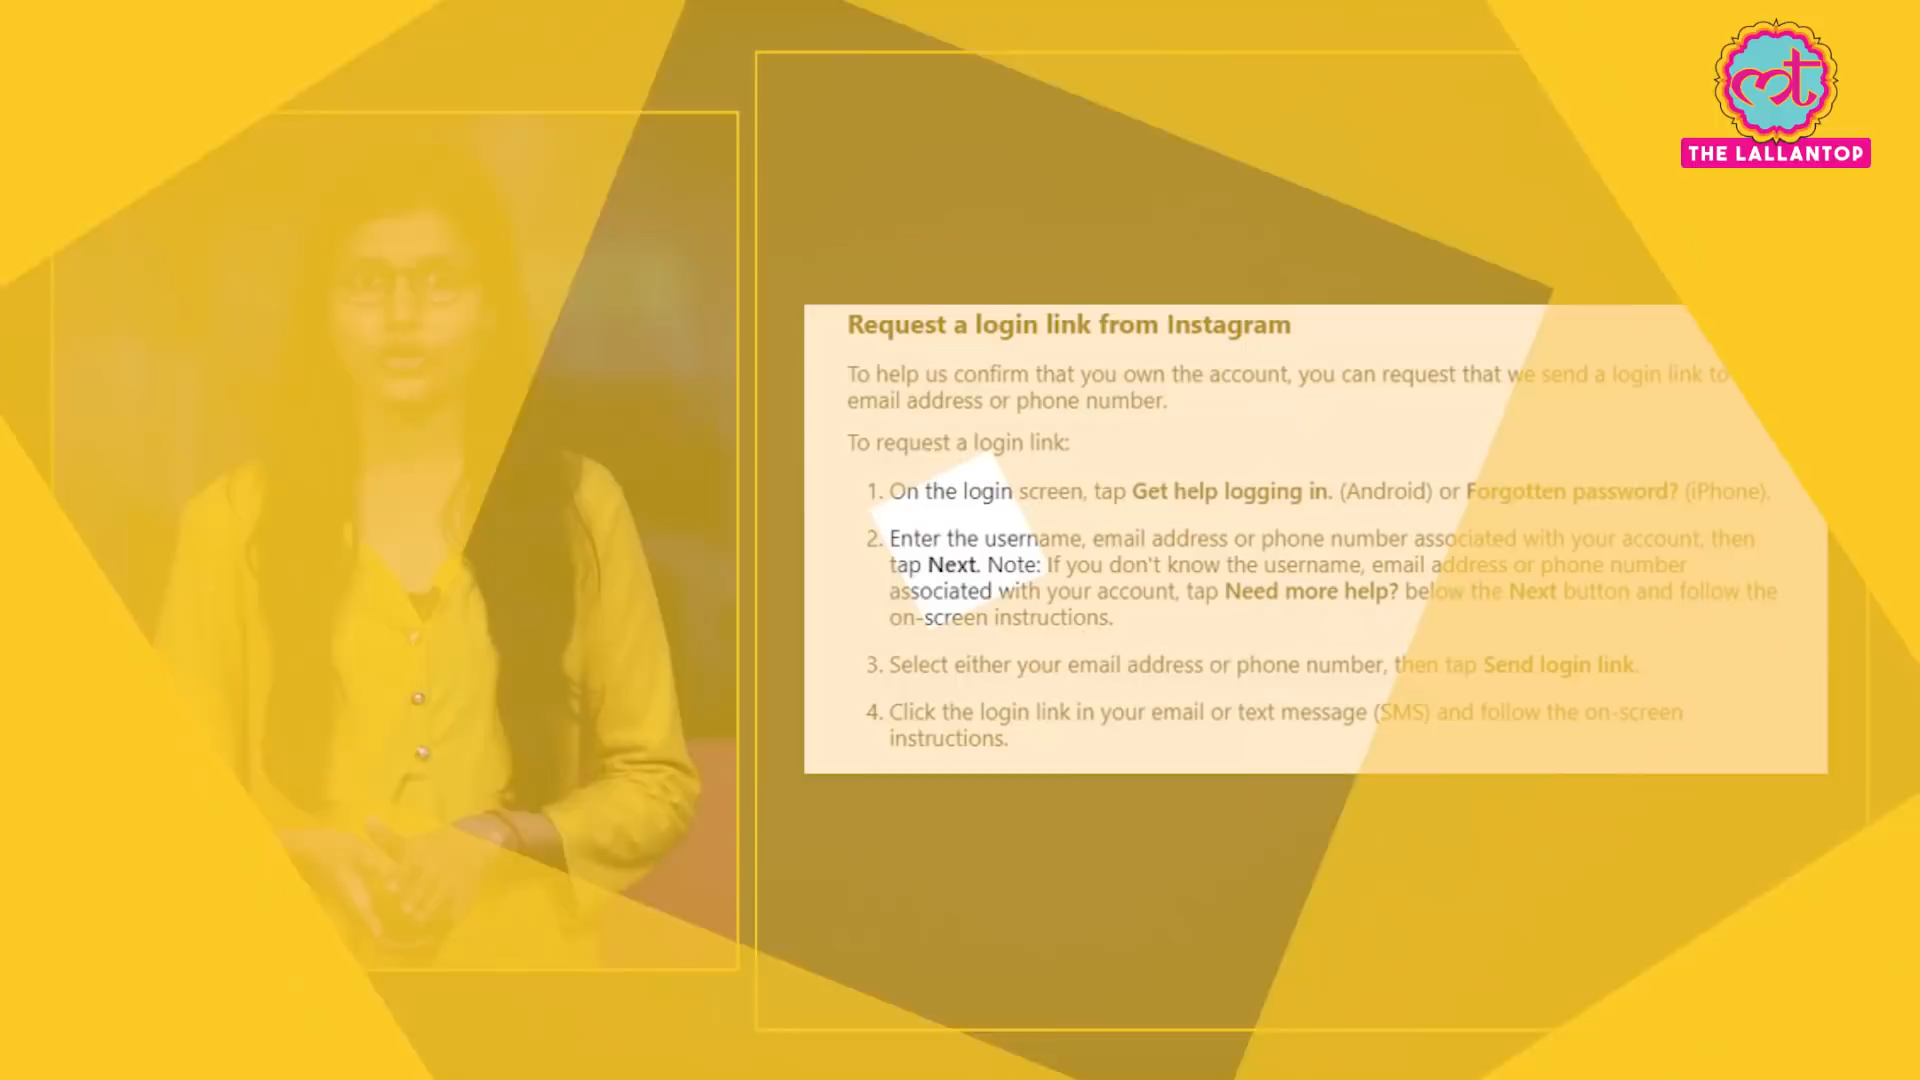 THE LALLANTOP
Request a login link from Instagram
To help us confirm that you own the account, you can request that we send a login link to
email address or phone number.
To request a login link:
1. On the login screen, tap Get help logging in. (Android) or Forgotten password? (iPhone).
2. Enter the username, email address or phone number associated with your account, then
tap Next. Note: If you don't know the username, email address or phone number
associated with your account, tap Need more help? below the Next button and follow the
on-screen instructions.
3. Select either your email address or phone number, then tap Send login link.
4. Click the login link in your email or text message (SMS) and follow the on-screen
instructions.